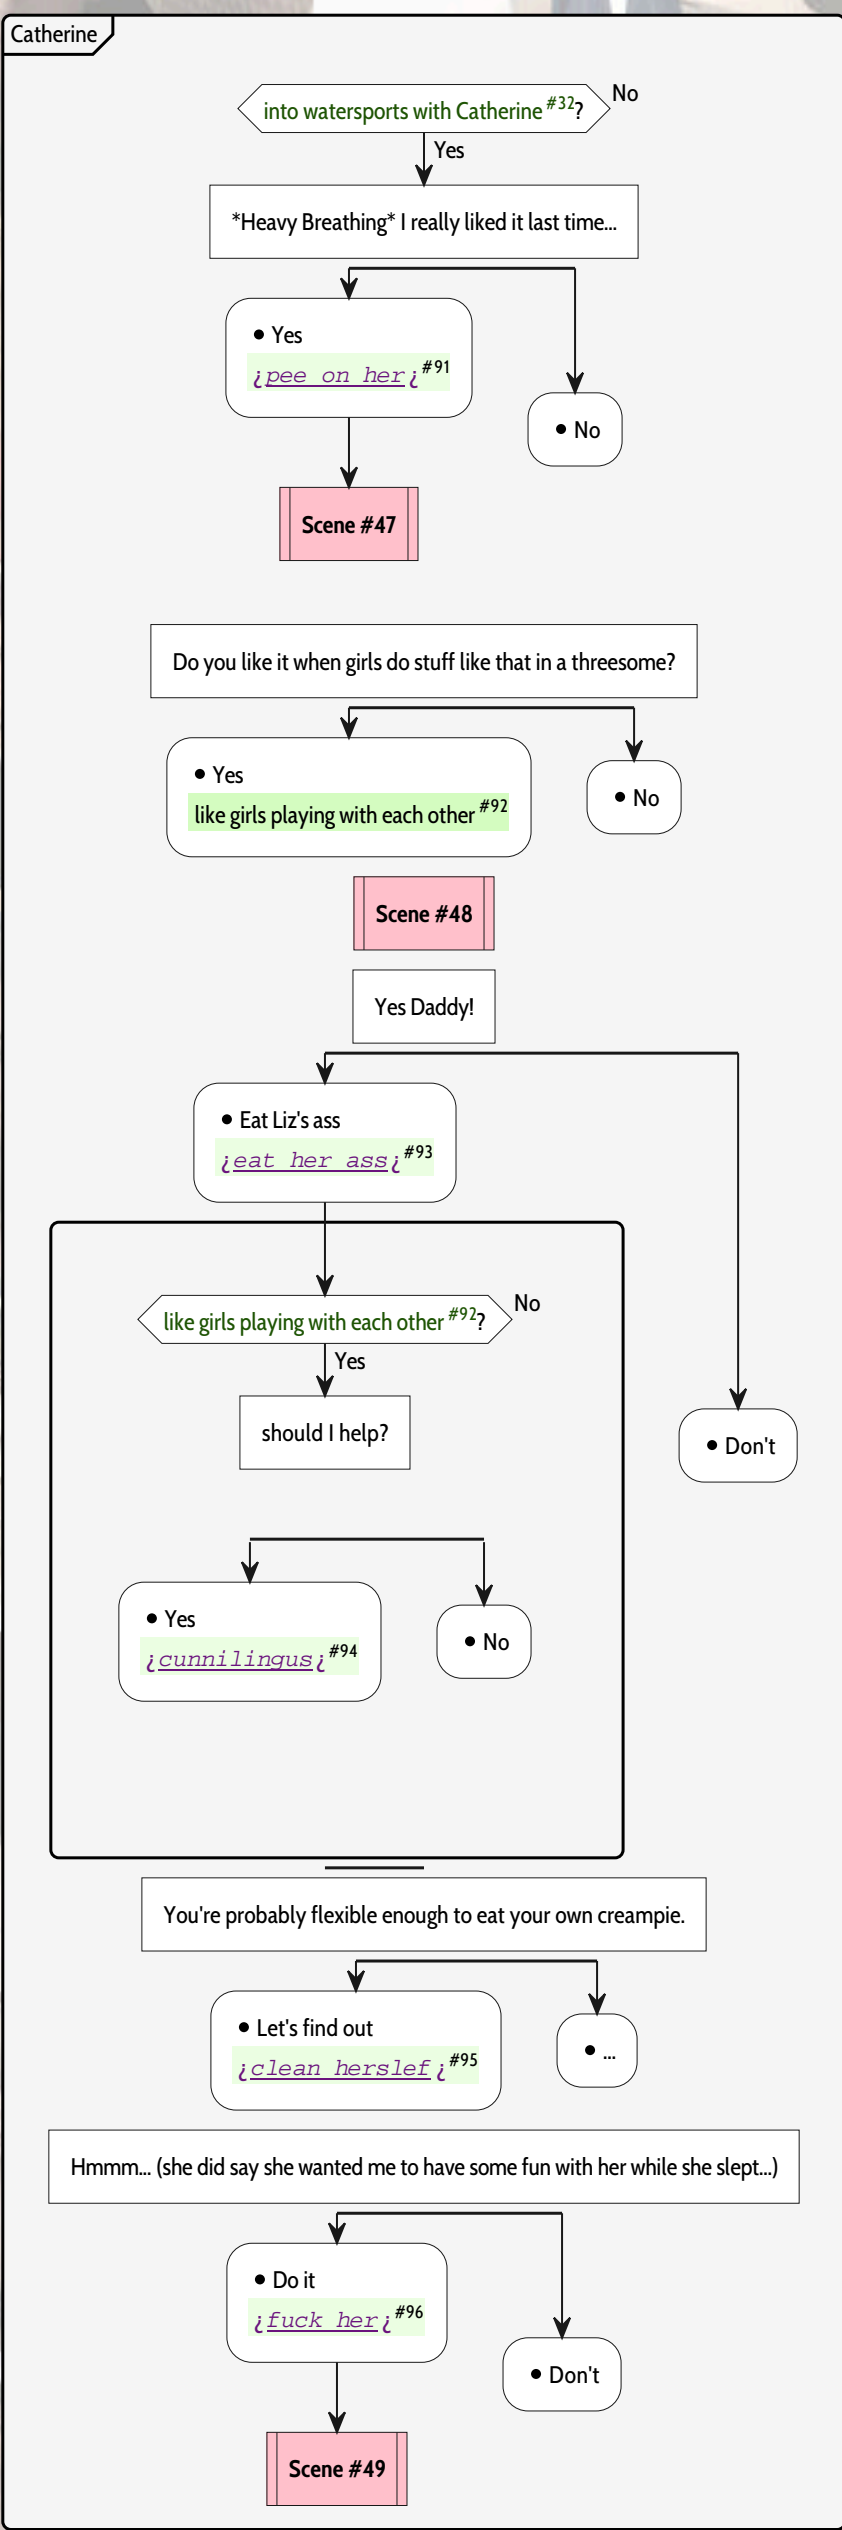 Catherine
into watersports with Catherine #32?
No
Yes
*Heavy Breathing* I really liked it last time...
• Yes
¿pee on her¿ #91
• No
Scene #47
Do you like it when girls do stuff like that in a threesome?
• Yes
like girls playing with each other #92
• No
Scene #48
Yes Daddy!
• Eat Liz's ass
¿eat her ass¿ #93
like girls playing with each other #92?
No
Yes
should I help?
• Don't
• Yes
¿cunnilingus¿ #94
• No
You're probably flexible enough to eat your own creampie.
• Let's find out
¿clean herslef¿ #95
• ...
Hmmm... (she did say she wanted me to have some fun with her while she slept...)
• Do it
¿fuck her¿ #96
• Don't
Scene #49